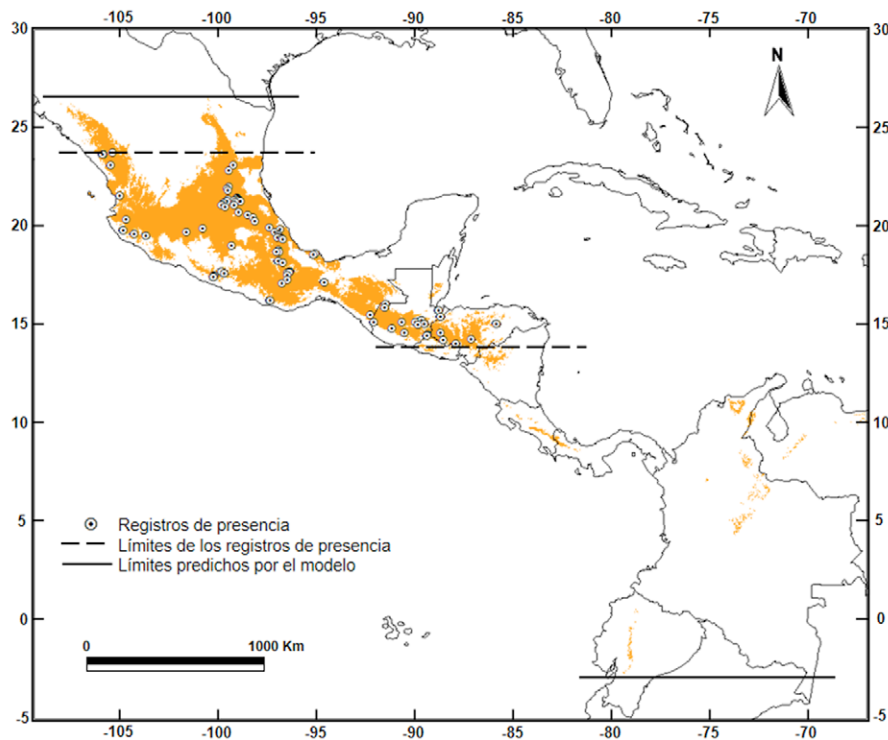 -105 -100 -95 -90 -85 -80 -75 -70
30 30
N
25 25
20 20
15 15
10 10
5 5
0 0
-5 -5
Registros de presencia
Límites de los registros de presencia
Límites predichos por el modelo
0 1000 Km
-105 -100 -95 -90 -85 -80 -75 -70